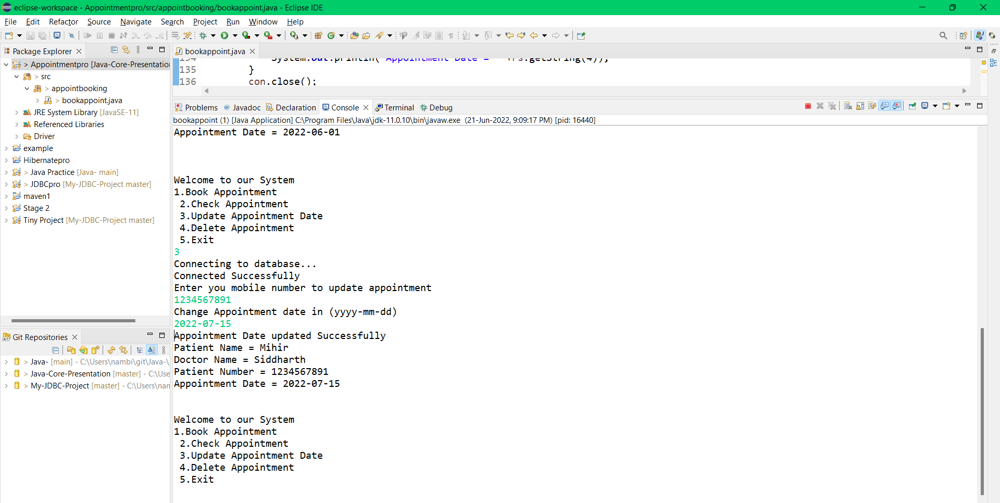 eclipse-workspace - Appointmentpro/src/appointbooking/bookappoint.java - Eclipse IDE
File Edit Refactor Source Navigate Search Project Run Window Help
Package Explorer
> Appointmentpro [Java-Core-Presentatio
> src
> appointbooking
> bookappoint.java
JRE System Library [JavaSE-11]
Referenced Libraries
Driver
example
Hibernatepro
> Java Practice [Java- main]
> JDBCpro [My-JDBC-Project master]
maven1
Stage 2
Tiny Project [My-JDBC-Project master]
Git Repositories
> Java- [main] - C:\Users\nambi\git\Java-\
> Java-Core-Presentation [master] - C:\Use
> My-JDBC-Project [master] - C:\Users\nam
bookappoint.java
134 System.out.println("Appointment Date = " +rs.getString(4));
135 }
136 con.close();
Problems @ Javadoc Declaration Console Terminal Debug
bookappoint (1) [Java Application] C:\Program Files\Java\jdk-11.0.10\bin\javaw.exe (21-Jun-2022, 9:09:17 PM) [pid: 16440]
Appointment Date = 2022-06-01
Welcome to our System
1.Book Appointment
2.Check Appointment
3.Update Appointment Date
4.Delete Appointment
5.Exit
3
Connecting to database...
Connected Successfully
Enter you mobile number to update appointment
1234567891
Change Appointment date in (yyyy-mm-dd)
2022-07-15
Appointment Date updated Successfully
Patient Name = Mihir
Doctor Name = Siddharth
Patient Number = 1234567891
Appointment Date = 2022-07-15
Welcome to our System
1.Book Appointment
2.Check Appointment
3.Update Appointment Date
4.Delete Appointment
5.Exit